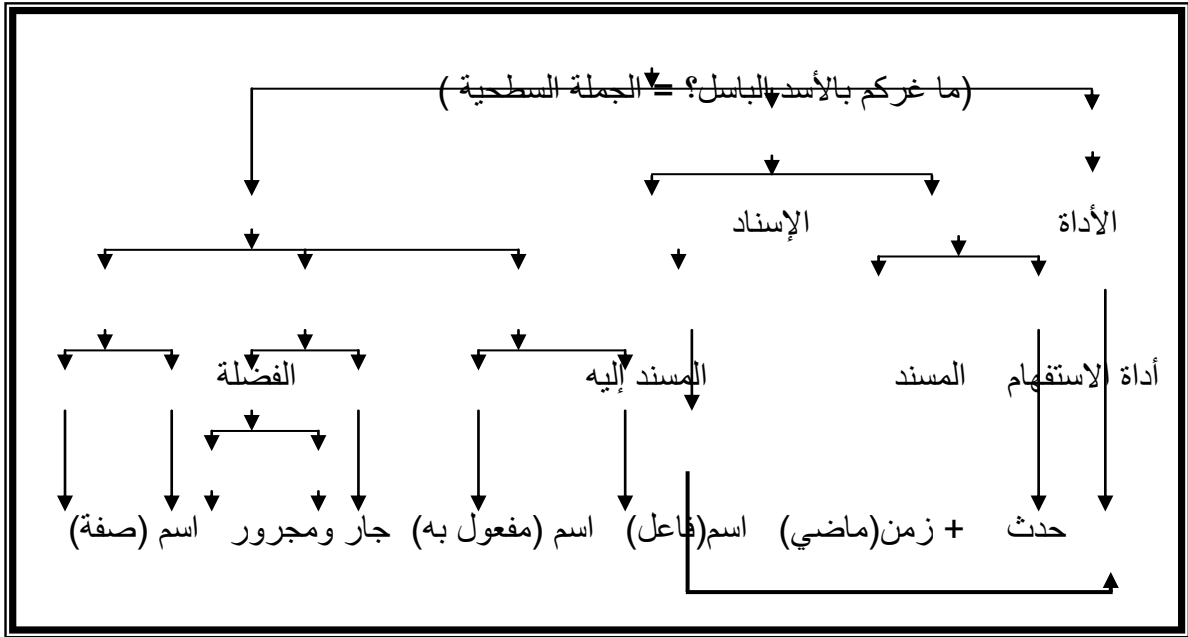 (ما غركم بالأسد الباسل؟ = الجملة السطحية )
الأداة الإسناد
أداة الاستفهام المسند المسند إليه الفضلة
حدث + زمن(ماضي) اسم(فاعل) اسم (مفعول به) جار ومجرور اسم (صفة)